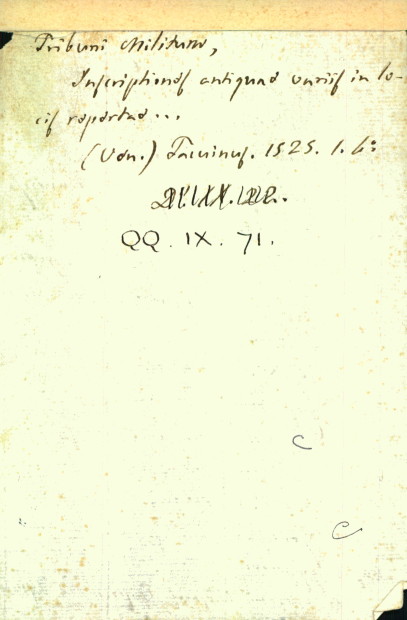 Tribuni Militum,
Inscriptiones antiquae variis in lo-
cis repertae...
(Ven.) Tacuinus. 1525. 1. 6°
QQ. IX. 71.
C
C